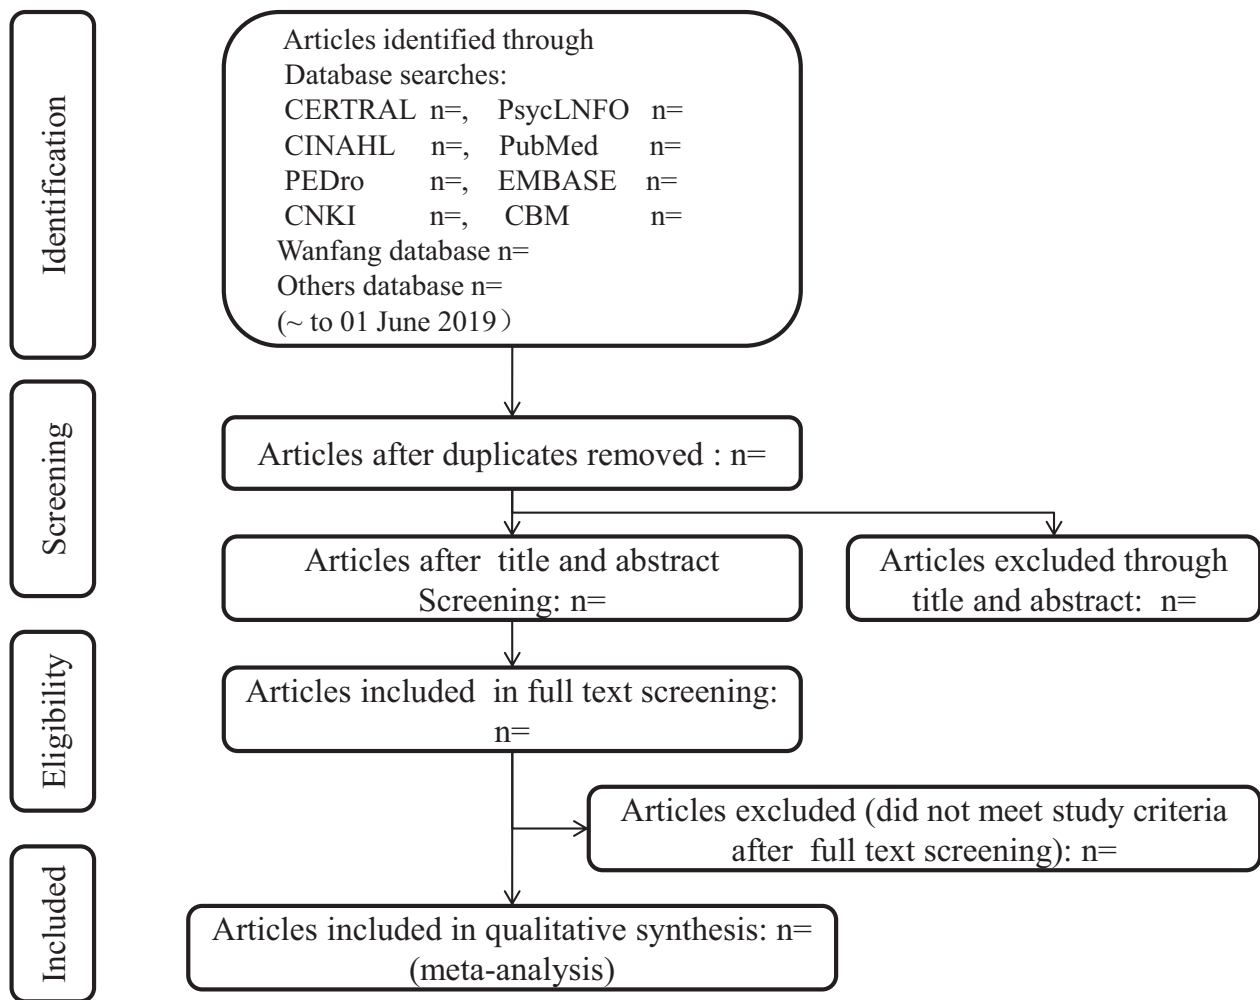 Identification
Articles identified through
Database searches:
CERTRAL n=, PsycLNFO n=
CINAHL n=, PubMed n=
PEDro n=, EMBASE n=
CNKI n=, CBM n=
Wanfang database n=
Others database n=
(~ to 01 June 2019）
Screening
Articles after duplicates removed : n=
Articles after title and abstract
Screening: n=
Articles excluded through
title and abstract: n=
Eligibility
Articles included in full text screening:
n=
Articles excluded (did not meet study criteria
after full text screening): n=
Included
Articles included in qualitative synthesis: n=
(meta-analysis)